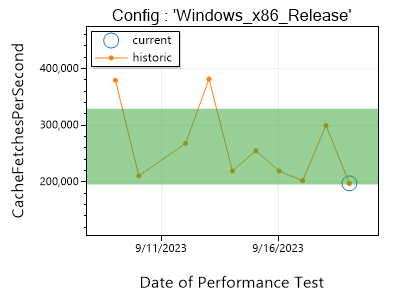 Config : 'Windows_x86_Release'
current
historic
400,000
300,000
200,000
CacheFetchesPerSecond
9/11/2023
9/16/2023
Date of Performance Test